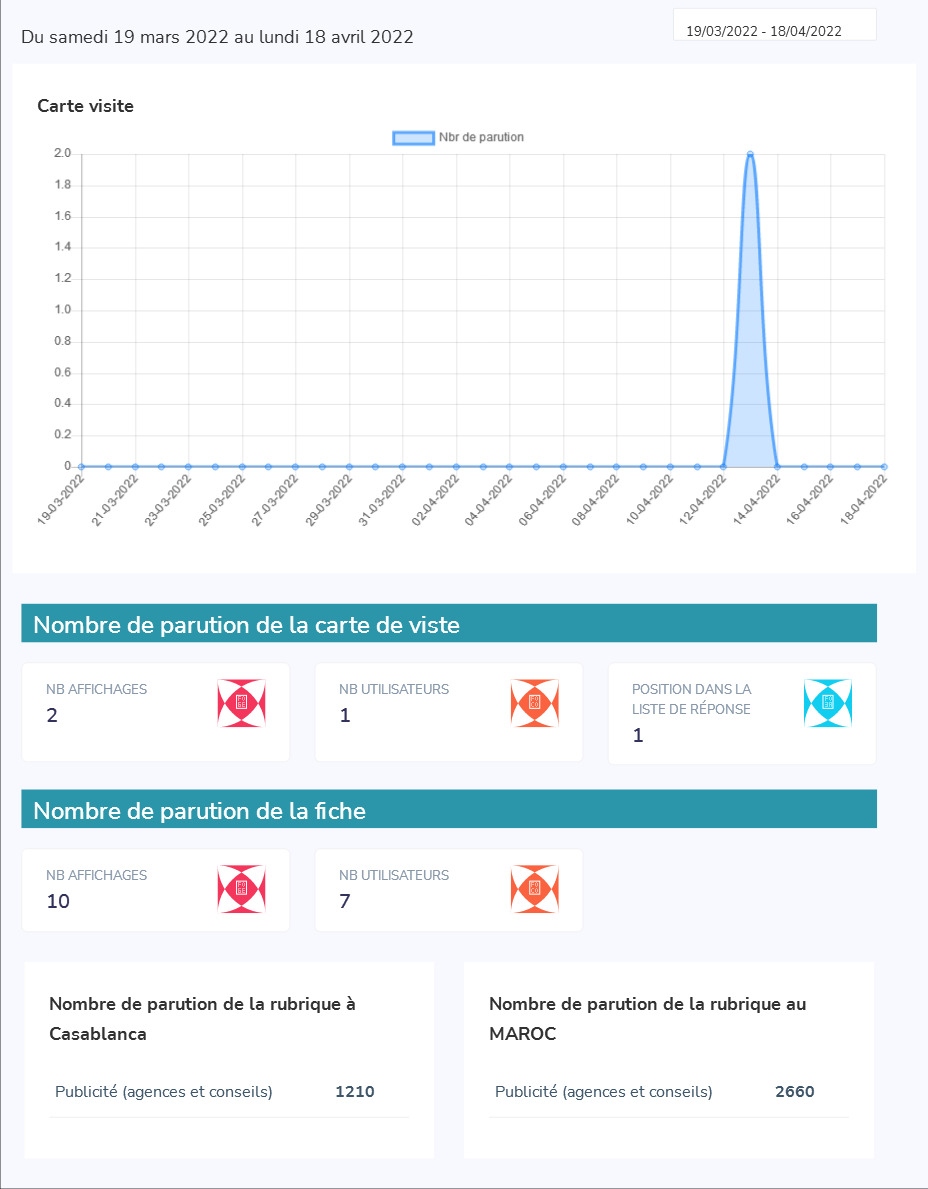 Du samedi 19 mars 2022 au lundi 18 avril 2022
19/03/2022 - 18/04/2022
Carte visite
Nbr de parution
2.0
1.8
1.6
1.4
1.2
1.0
0.8
0.6
0.4
0.2
0
19-03-2022
21-03-2022
23-03-2022
25-03-2022
27-03-2022
29-03-2022
31-03-2022
02-04-2022
04-04-2022
06-04-2022
08-04-2022
10-04-2022
12-04-2022
14-04-2022
16-04-2022
18-04-2022
Nombre de parution de la carte de viste
NB AFFICHAGES
2
NB UTILISATEURS
1
POSITION DANS LA
LISTE DE RÉPONSE
1
Nombre de parution de la fiche
NB AFFICHAGES
10
NB UTILISATEURS
7
Nombre de parution de la rubrique à
Casablanca
Publicité (agences et conseils) 1210
Nombre de parution de la rubrique au
MAROC
Publicité (agences et conseils) 2660